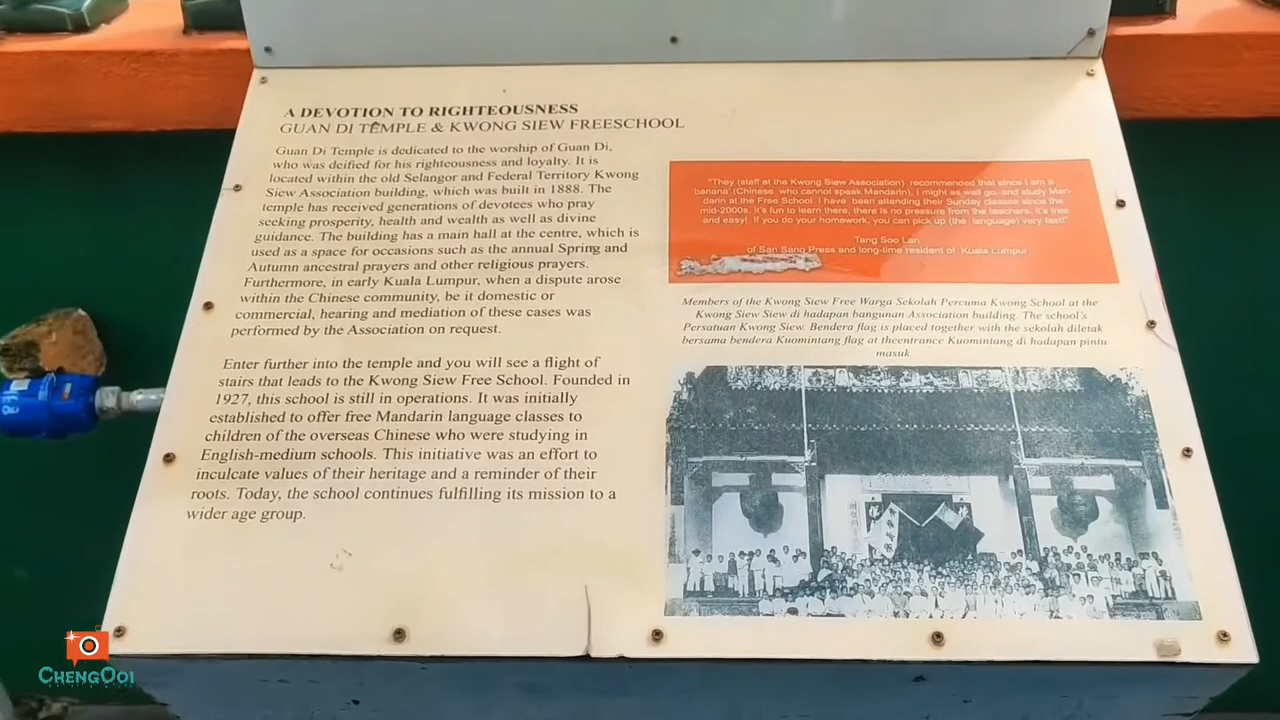 A DEVOTION TO RIGHTEOUSNESS
GUAN DI TEMPLE & KWONG SIEW FREESCHOOL
Guan Di Temple is dedicated to the worship of Guan Di,
who was deified for his righteousness and loyalty. It is
located within the old Selangor and Federal Territory Kwong
Siew Association building, which was built in 1888. The
temple has received generations of devotees who pray
seeking prosperity, health and wealth as well as divine
guidance. The building has a main hall at the centre, which is
used as a space for occasions such as the annual Spring and
Autumn ancestral prayers and other religious prayers.
Furthermore, in early Kuala Lumpur, when a dispute arose
within the Chinese community, be it domestic or
commercial, hearing and mediation of these cases was
performed by the Association on request.
Enter further into the temple and you will see a flight of
stairs that leads to the Kwong Siew Free School. Founded in
1927, this school is still in operations. It was initially
established to offer free Mandarin language classes to
children of the overseas Chinese who were studying in
English-medium schools. This initiative was an effort to
inculcate values of their heritage and a reminder of their
roots. Today, the school continues fulfilling its mission to a
wider age group.
"They (staff at the Kwong Siew Association) recommended that since I am a
'banana' (Chinese who cannot speak Mandarin), I might as well go and study Man-
darin at the Free School. I have been attending their Sunday classes since the
mid-2000s. It's fun to learn there, there is no pressure from the teachers, it's free
and easy! If you do your homework, you can pick up (the language) very fast!"
Tang Soo Lan
of San Sang Press and long-time resident of Kuala Lumpur
Members of the Kwong Siew Free Warga Sekolah Percuma Kwong School at the
Kwong Siew Siew di hadapan bangunan Association building. The school's
Persatuan Kwong Siew. Bendera flag is placed together with the sekolah diletak
bersama bendera Kuomintang flag at theentrance Kuomintang di hadapan pintu
masuk
CHENGOOI